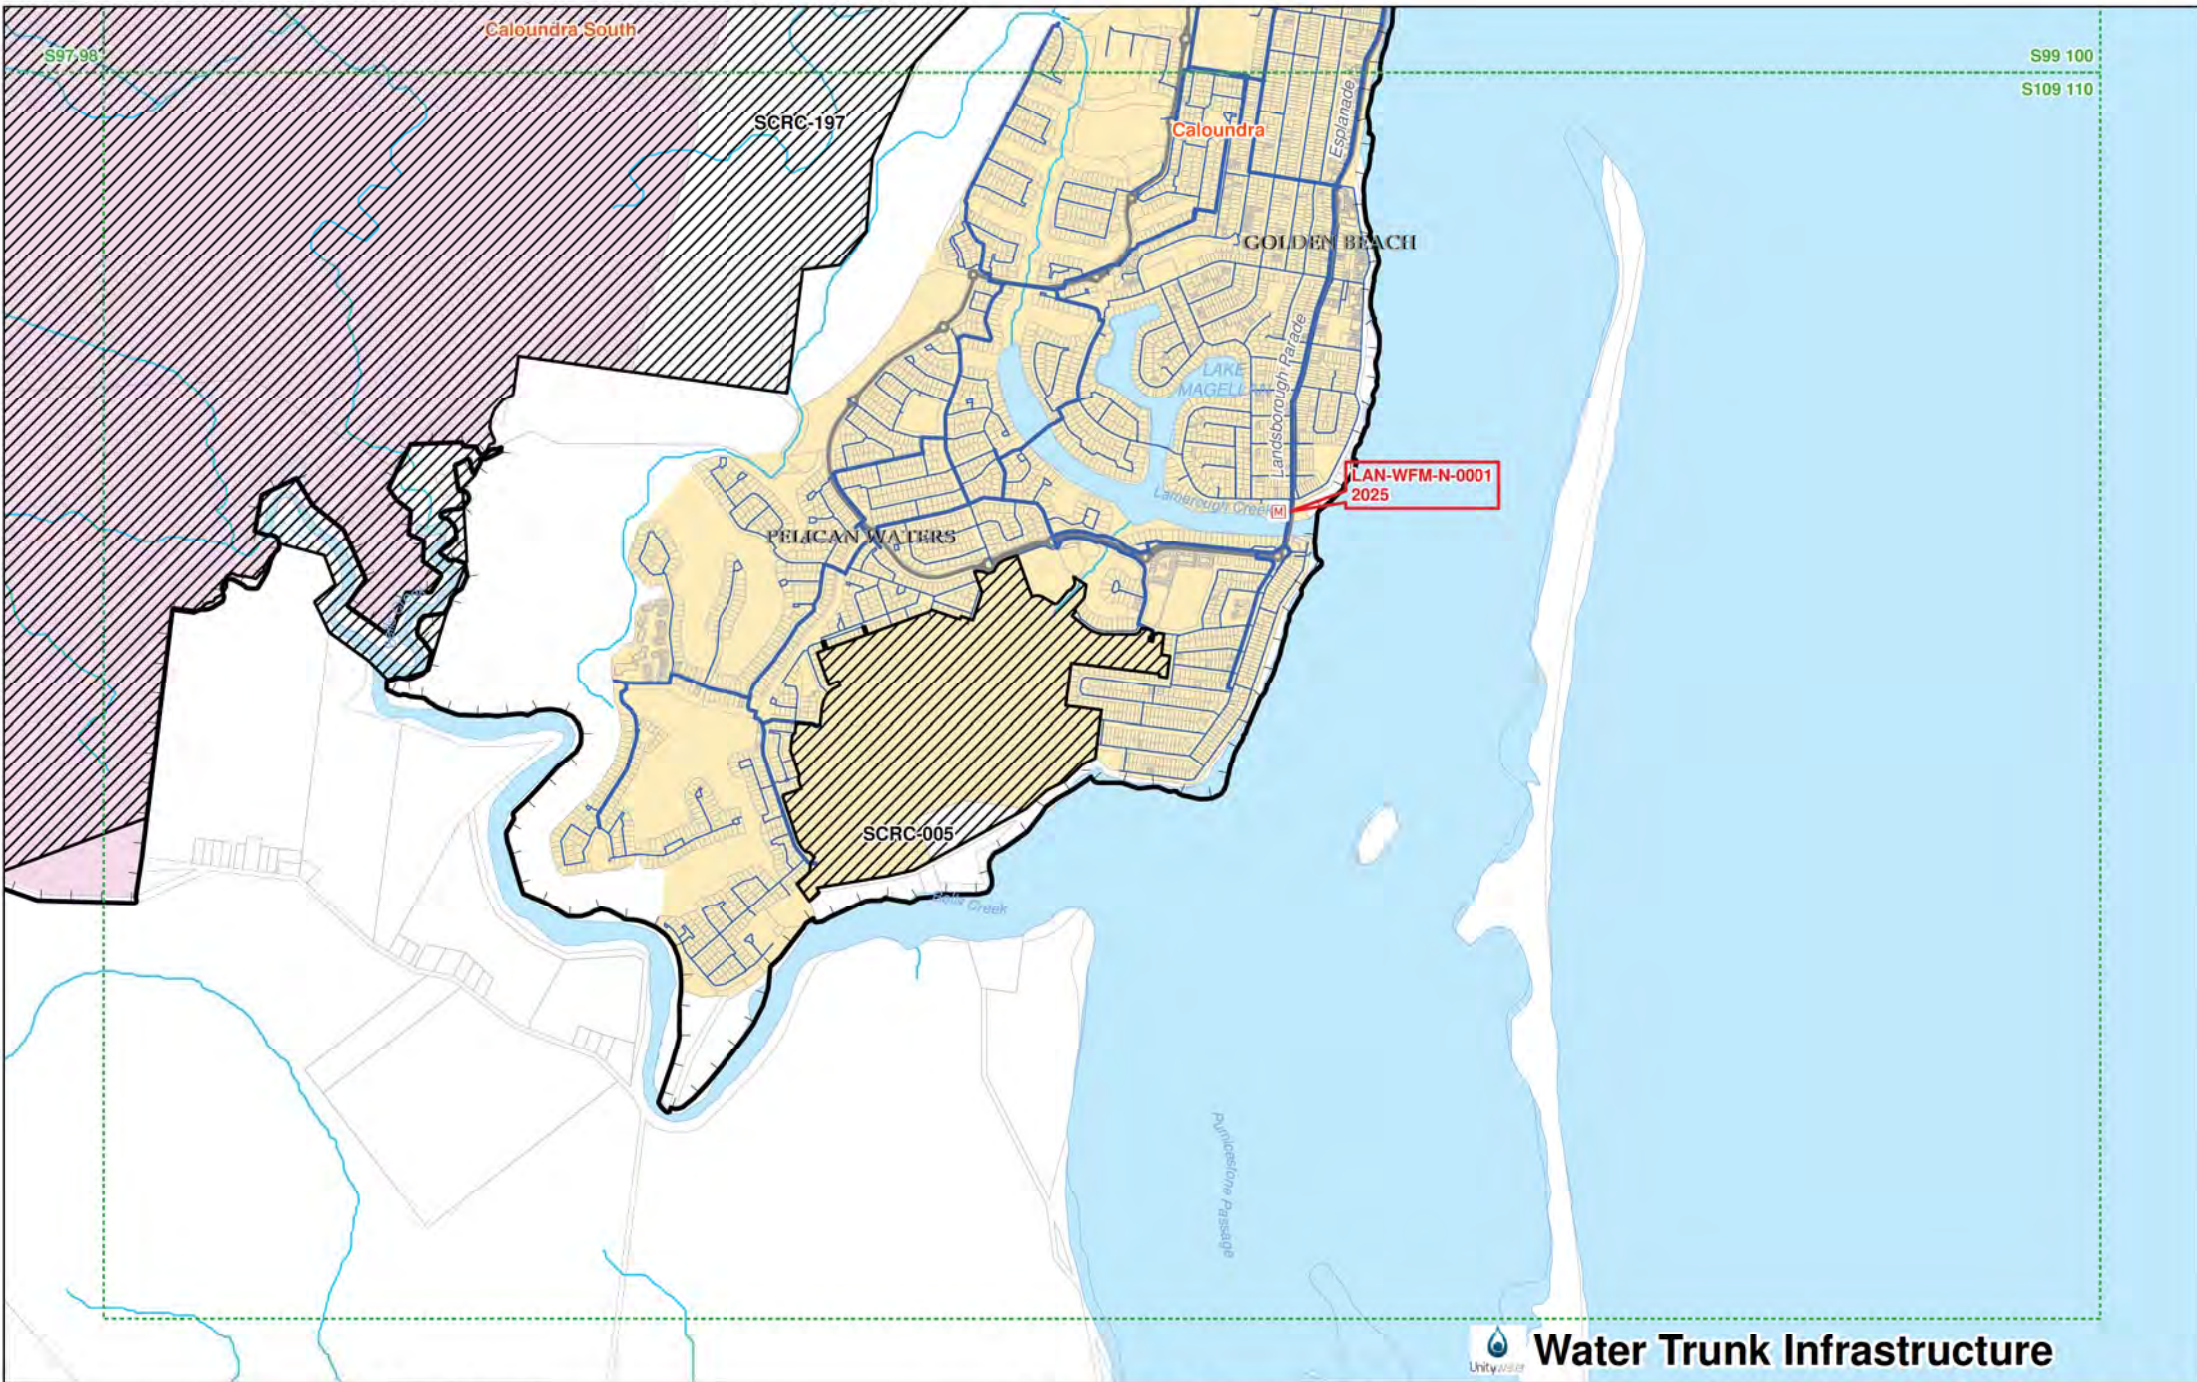 Caloundra South
S97 98
S99 100
S109 110
SCRC-197
Caloundra
Esplanade
GOLDEN BEACH
Landsborough Parade
LAKE
MAGELLAN
LAN-WFM-N-0001
2025
Lamerough Creek
M
PELICAN WATERS
SCRC-005
Bells Creek
Pumicestone Passage
Unitywater
Water Trunk Infrastructure